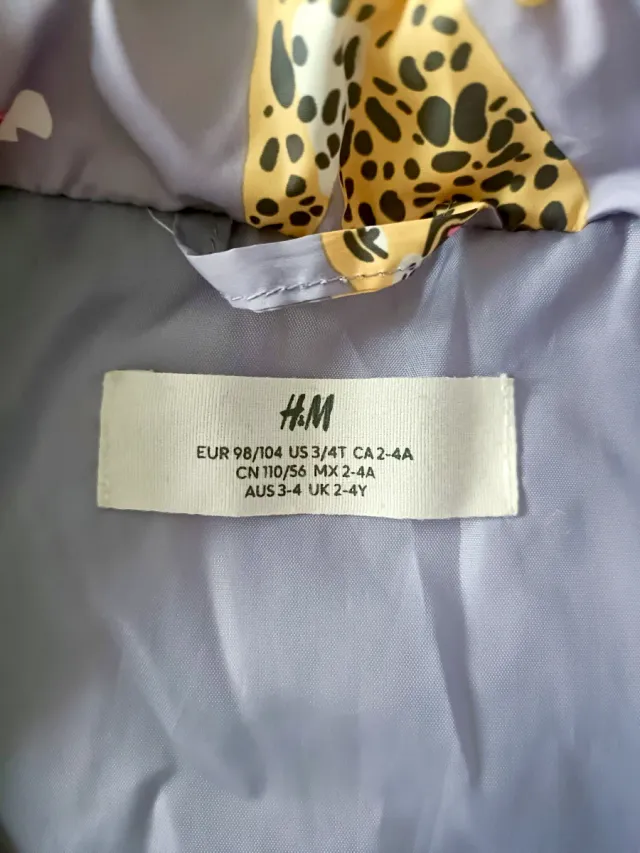 H&M
EUR 98/104 US 3/4T CA 2-4A
CN 110/56 MX 2-4A
AUS 3-4 UK 2-4Y